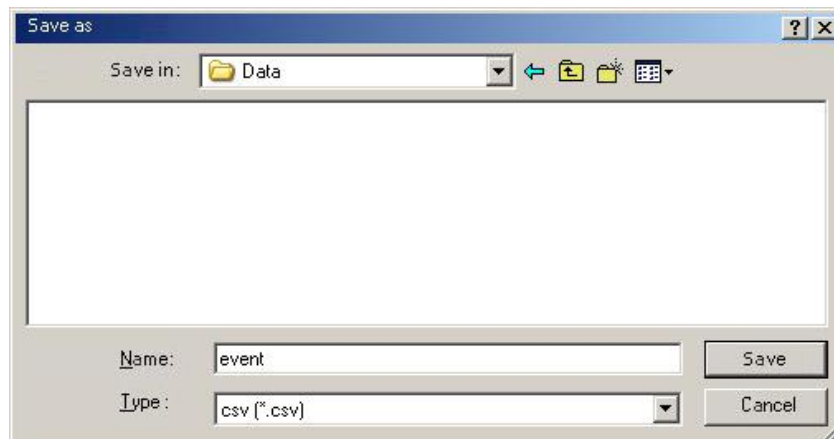 Save as
Save in: Data
Name: event Save
Type: csv (*.csv) Cancel